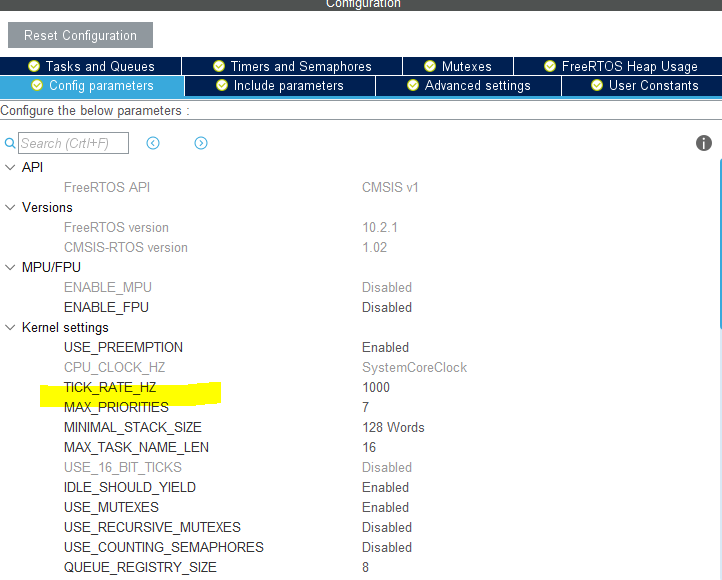 Configuration
Reset Configuration
Tasks and Queues Timers and Semaphores Mutexes FreeRTOS Heap Usage
Config parameters Include parameters Advanced settings User Constants
Configure the below parameters :
Search (Crtl+F)
API
FreeRTOS API CMSIS v1
Versions
FreeRTOS version 10.2.1
CMSIS-RTOS version 1.02
MPU/FPU
ENABLE_MPU Disabled
ENABLE_FPU Disabled
Kernel settings
USE_PREEMPTION Enabled
CPU_CLOCK_HZ SystemCoreClock
TICK_RATE_HZ 1000
MAX_PRIORITIES 7
MINIMAL_STACK_SIZE 128 Words
MAX_TASK_NAME_LEN 16
USE_16_BIT_TICKS Disabled
IDLE_SHOULD_YIELD Enabled
USE_MUTEXES Enabled
USE_RECURSIVE_MUTEXES Disabled
USE_COUNTING_SEMAPHORES Disabled
QUEUE_REGISTRY_SIZE 8